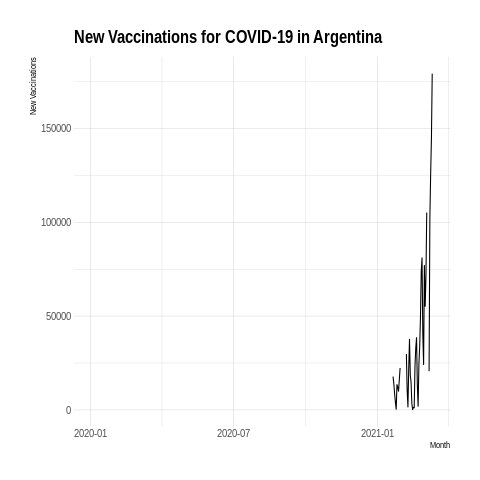 New Vaccinations for COVID-19 in Argentina
New Vaccinations
150000
100000
50000
0
2020-01
2020-07
2021-01
Month